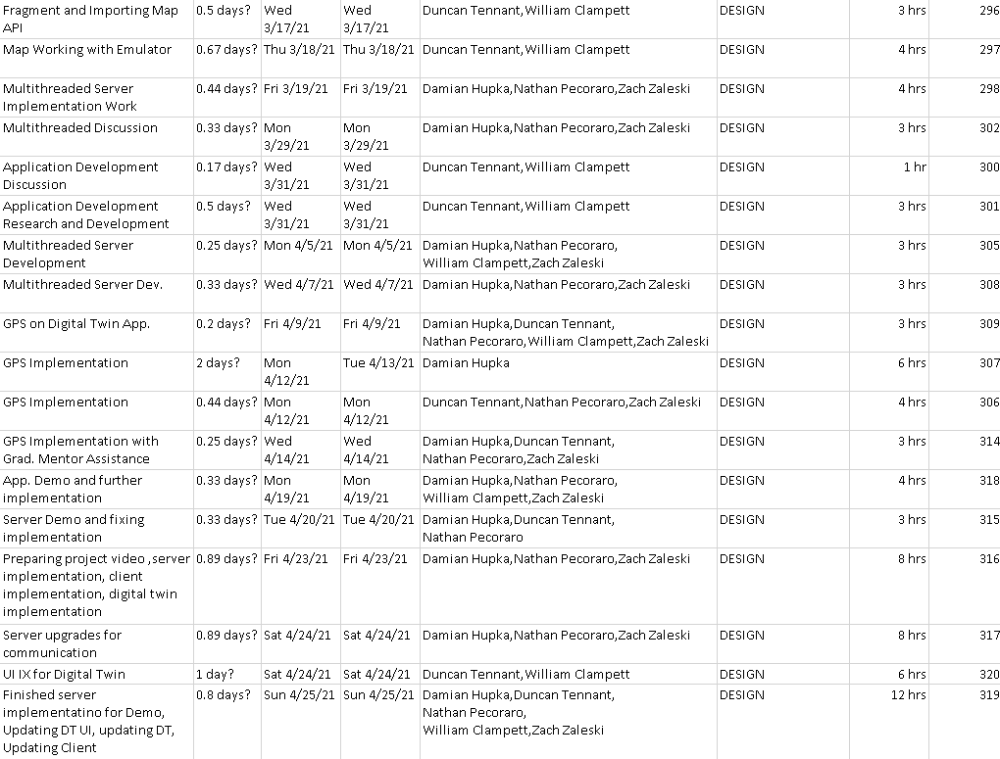 Fragment and Importing Map 0.5 days? Wed Wed Duncan Tennant,William Clampett DESIGN 3 hrs 296
API 3/17/21 3/17/21
Map Working with Emulator 0.67 days? Thu 3/18/21 Thu 3/18/21 Duncan Tennant,William Clampett DESIGN 4 hrs 297
Multithreaded Server 0.44 days? Fri 3/19/21 Fri 3/19/21 Damian Hupka,Nathan Pecoraro,Zach Zaleski DESIGN 4 hrs 298
Implementation Work
Multithreaded Discussion 0.33 days? Mon Mon Damian Hupka,Nathan Pecoraro,Zach Zaleski DESIGN 3 hrs 302
3/29/21 3/29/21
Application Development 0.17 days? Wed Wed Duncan Tennant,William Clampett DESIGN 1 hr 300
Discussion 3/31/21 3/31/21
Application Development 0.5 days? Wed Wed Duncan Tennant,William Clampett DESIGN 3 hrs 301
Research and Development 3/31/21 3/31/21
Multithreaded Server 0.25 days? Mon 4/5/21 Mon 4/5/21 Damian Hupka,Nathan Pecoraro, DESIGN 3 hrs 305
Development William Clampett,Zach Zaleski
Multithreaded Server Dev. 0.33 days? Wed 4/7/21 Wed 4/7/21 Damian Hupka,Nathan Pecoraro,Zach Zaleski DESIGN 3 hrs 308
GPS on Digital Twin App. 0.2 days? Fri 4/9/21 Fri 4/9/21 Damian Hupka,Duncan Tennant, DESIGN 3 hrs 309
Nathan Pecoraro,William Clampett,Zach Zaleski
GPS Implementation 2 days? Mon Tue 4/13/21 Damian Hupka DESIGN 6 hrs 307
4/12/21
GPS Implementation 0.44 days? Mon Mon Duncan Tennant,Nathan Pecoraro,Zach Zaleski DESIGN 4 hrs 306
4/12/21 4/12/21
GPS Implementation with 0.25 days? Wed Wed Damian Hupka,Duncan Tennant, DESIGN 3 hrs 314
Grad. Mentor Assistance 4/14/21 4/14/21 Nathan Pecoraro,Zach Zaleski
App. Demo and further 0.33 days? Mon Mon Damian Hupka,Nathan Pecoraro, DESIGN 4 hrs 318
implementation 4/19/21 4/19/21 William Clampett,Zach Zaleski
Server Demo and fixing 0.33 days? Tue 4/20/21 Tue 4/20/21 Damian Hupka,Duncan Tennant, DESIGN 3 hrs 315
implementation Nathan Pecoraro
Preparing project video ,server 0.89 days? Fri 4/23/21 Fri 4/23/21 Damian Hupka,Nathan Pecoraro,Zach Zaleski DESIGN 8 hrs 316
implementation, client
implementation, digital twin
implementation
Server upgrades for 0.89 days? Sat 4/24/21 Sat 4/24/21 Damian Hupka,Nathan Pecoraro,Zach Zaleski DESIGN 8 hrs 317
communication
UI IX for Digital Twin 1 day? Sat 4/24/21 Sat 4/24/21 Duncan Tennant,William Clampett DESIGN 6 hrs 320
Finished server 0.8 days? Sun 4/25/21 Sun 4/25/21 Damian Hupka,Duncan Tennant, DESIGN 12 hrs 319
implementatino for Demo, Nathan Pecoraro,
Updating DT UI, updating DT, William Clampett,Zach Zaleski
Updating Client